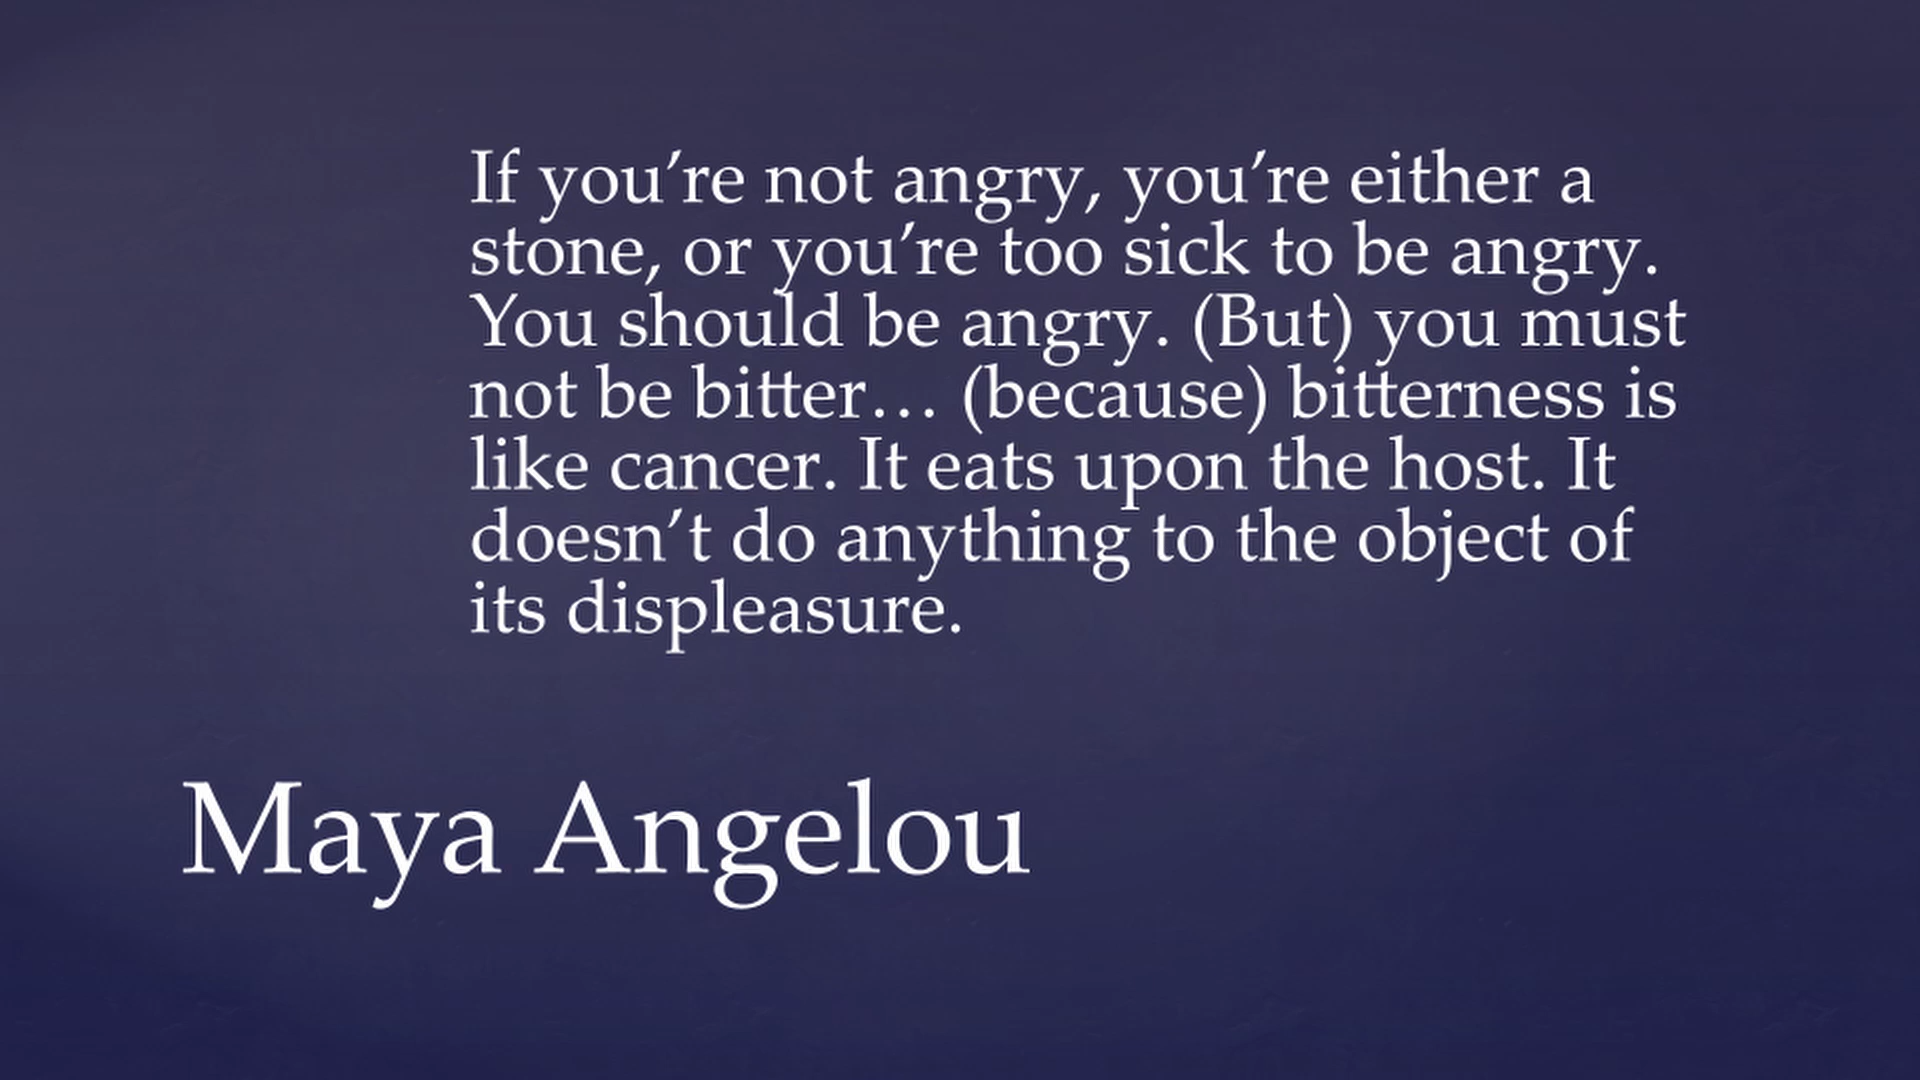 If you’re not angry, you’re either a
stone, or you’re too sick to be angry.
You should be angry. (But) you must
not be bitter… (because) bitterness is
like cancer. It eats upon the host. It
doesn’t do anything to the object of
its displeasure.
Maya Angelou